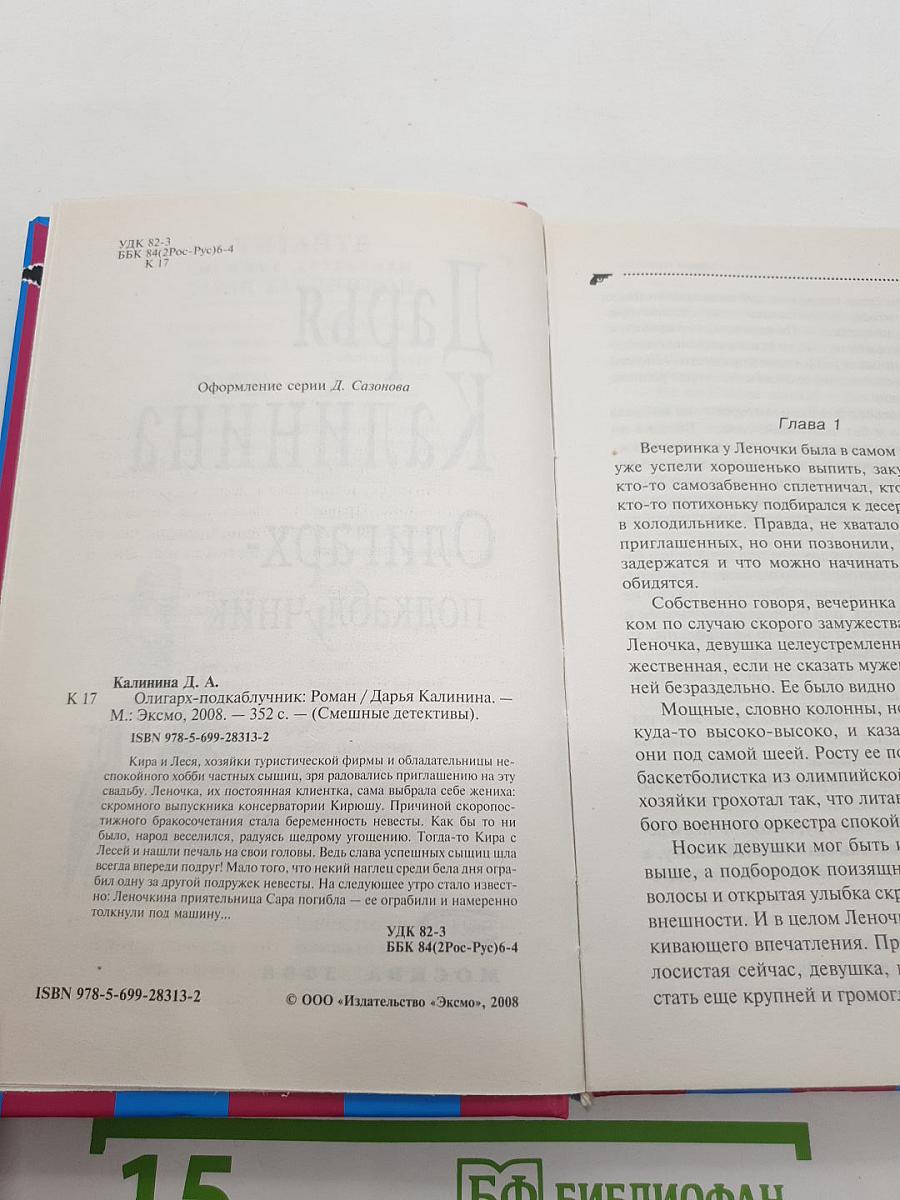 УДК 82-3
ББК 84(2Рос-Рус)6-4
К 17
Оформление серии Д. Сазонова
Калинина Д. А.
К 17 Олигарх-подкаблучник: Роман / Дарья Калинина. —
М.: Эксмо, 2008. — 352 с. — (Смешные детективы).
ISBN 978-5-699-28313-2
Кира и Леся, хозяйки туристической фирмы и обладательницы не-
спокойного хобби частных сыщиц, зря радовались приглашению на эту
свадьбу. Леночка, их постоянная клиентка, сама выбрала себе жениха:
скромного выпускника консерватории Кирюшу. Причиной скоропос-
тижного бракосочетания стала беременность невесты. Как бы то ни
было, народ веселился, радуясь щедрому угощению. Тогда-то Кира с
Лесей и нашли печаль на свои головы. Ведь слава успешных сыщиц шла
всегда впереди подруг! Мало того, что некий наглец среди бела дня огра-
бил одну за другой подружек невесты. На следующее утро стало извест-
но: Леночкина приятельница Сара погибла — ее ограбили и намеренно
толкнули под машину...
УДК 82-3
ББК 84(2Рос-Рус)6-4
ISBN 978-5-699-28313-2
© ООО «Издательство «Эксмо», 2008
Глава 1
Вечеринка у Леночки была в самом
уже успели хорошенько выпить, заку
кто-то самозабвенно сплетничал, кто
кто-то потихоньку подбирался к десер
в холодильнике. Правда, не хватало
приглашенных, но они позвонили,
задержатся и что можно начинать
обидятся.
Собственно говоря, вечеринка
ком по случаю скорого замужества
Леночка, девушка целеустремленн
жественная, если не сказать муже
ней безраздельно. Ее было видно
Мощные, словно колонны, но
куда-то высоко-высоко, и каза
они под самой шеей. Росту ее по
баскетболистка из олимпийской
хозяйки грохотал так, что литав
бого военного оркестра спокой
Носик девушки мог быть и
выше, а подбородок поизящн
волосы и открытая улыбка скр
внешности. И в целом Леночк
кивающего впечатления. Пр
лосистая сейчас, девушка,
стать еще крупней и громогл
15
БФ БИБЛИОФАН